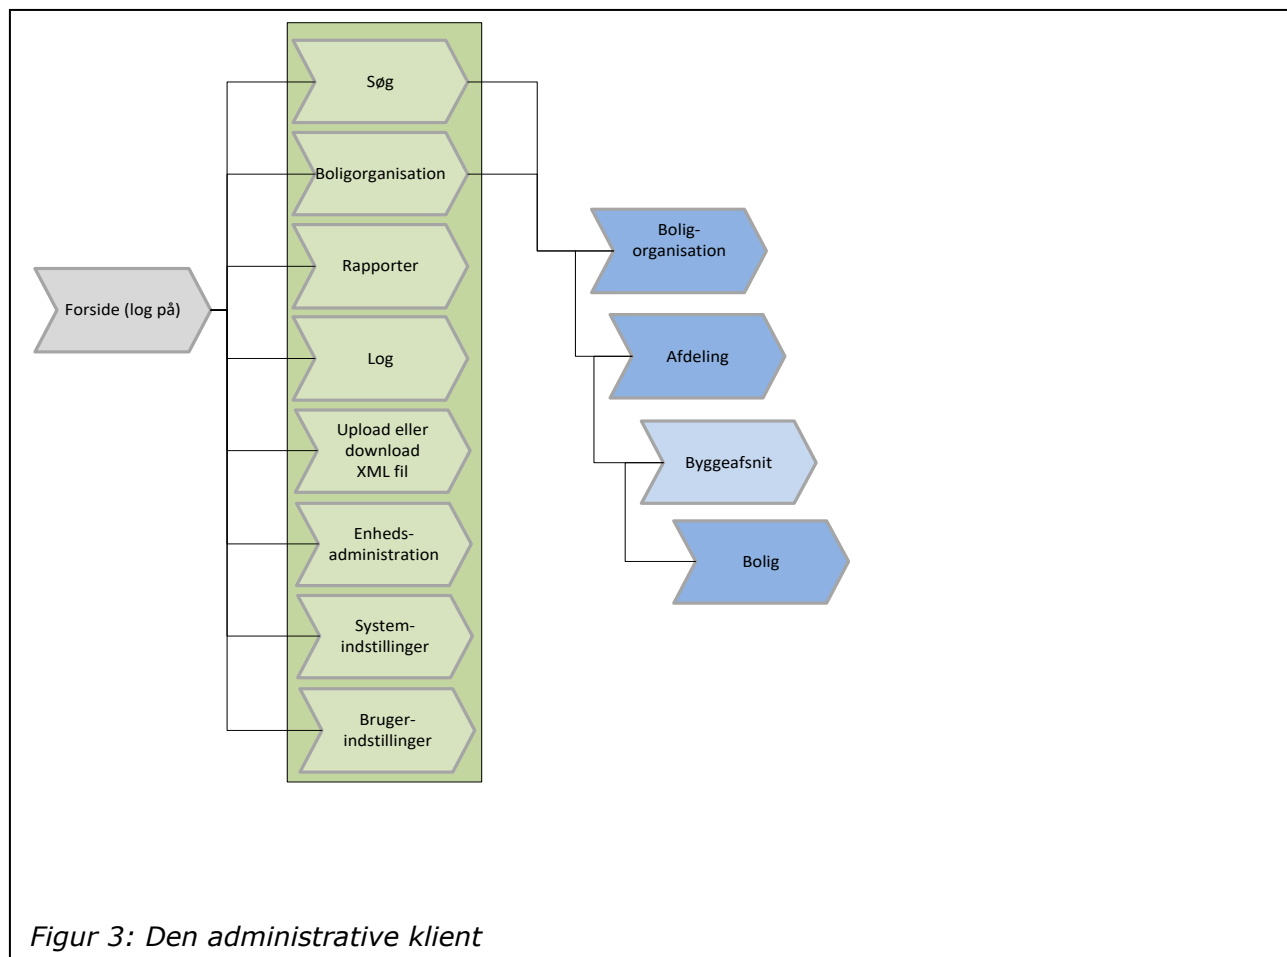 Forside (log på)
Søg
Boligorganisation
Rapporter
Log
Upload eller
download
XML fil
Enheds-
administration
System-
indstillinger
Bruger-
indstillinger
Bolig-
organisation
Afdeling
Byggeafsnit
Bolig
Figur 3: Den administrative klient